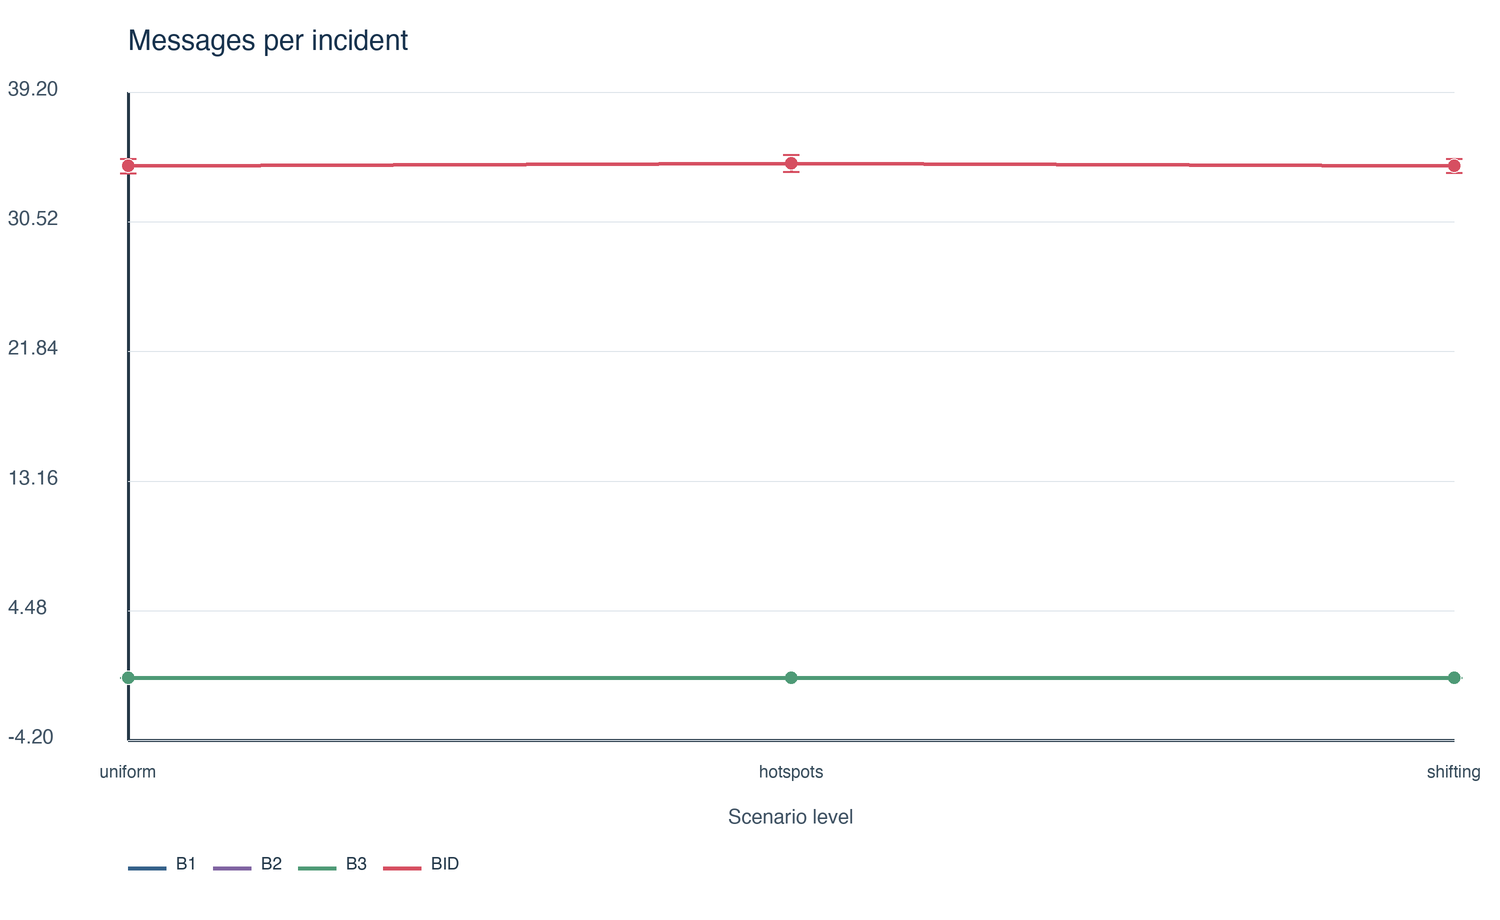 Messages per incident
39.20
30.52
21.84
13.16
4.48
-4.20
uniform hotspots shifting
Scenario level
B1 B2 B3 BID